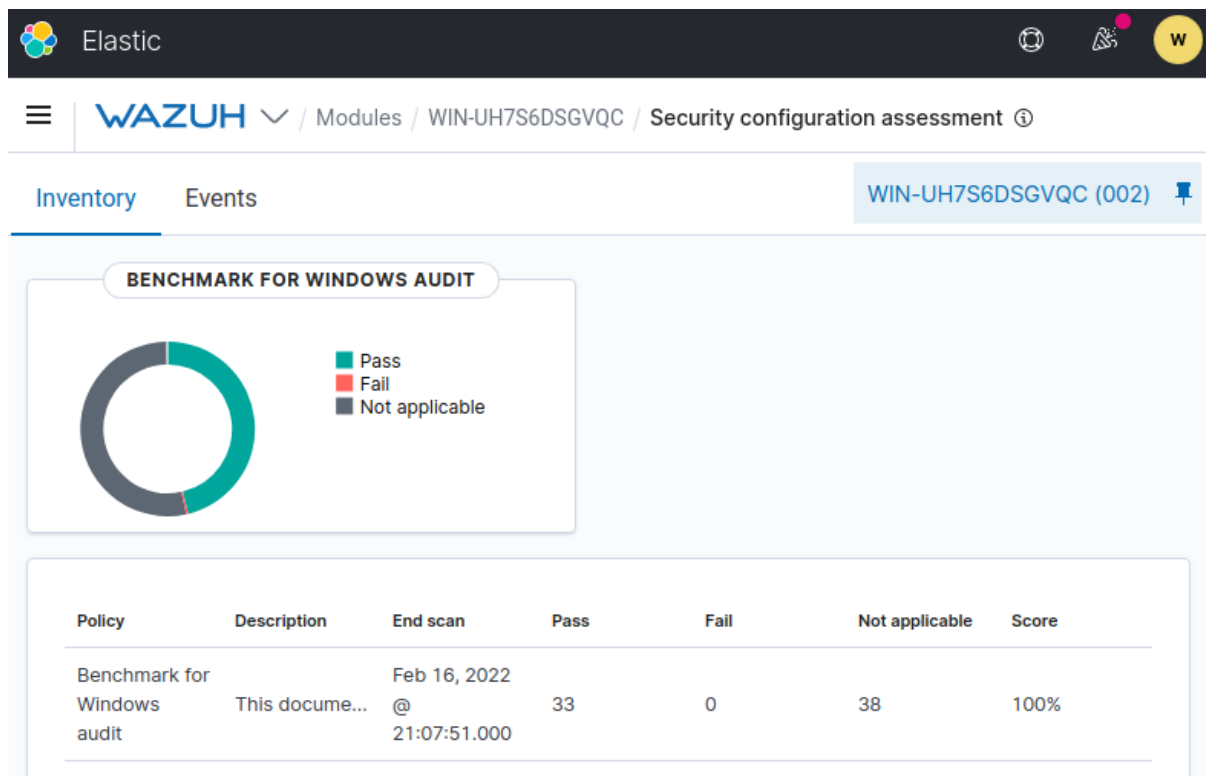 Elastic
W
WAZUH / Modules / WIN-UH7S6DSGVQC / Security configuration assessment
Inventory Events WIN-UH7S6DSGVQC (002)
BENCHMARK FOR WINDOWS AUDIT
Pass
Fail
Not applicable
Policy Description End scan Pass Fail Not applicable Score
Benchmark for Windows audit This docume... Feb 16, 2022 @ 21:07:51.000 33 0 38 100%